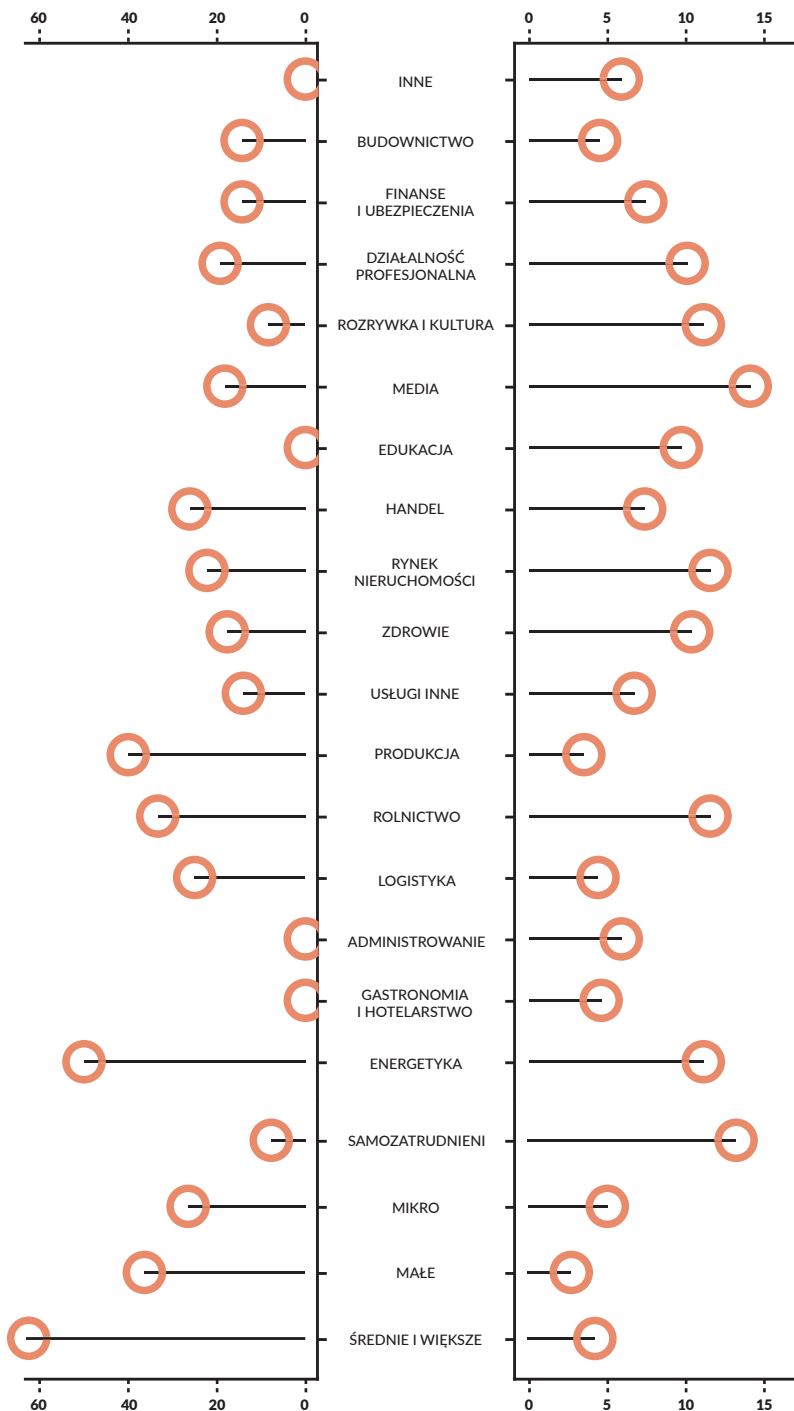 60 40 20 0 0 5 10 15
INNE
BUDOWNICTWO
FINANSE
I UBEZPIECZENIA
DZIAŁALNOŚĆ
PROFESJONALNA
ROZRYWKA I KULTURA
MEDIA
EDUKACJA
HANDEL
RYNEK
NIERUCHOMOŚCI
ZDROWIE
USŁUGI INNE
PRODUKCJA
ROLNICTWO
LOGISTYKA
ADMINISTROWANIE
GASTRONOMIA
I HOTELARSTWO
ENERGETYKA
SAMOZATRUDNIENI
MIKRO
MAŁE
ŚREDNIE I WIĘKSZE
60 40 20 0 0 5 10 15